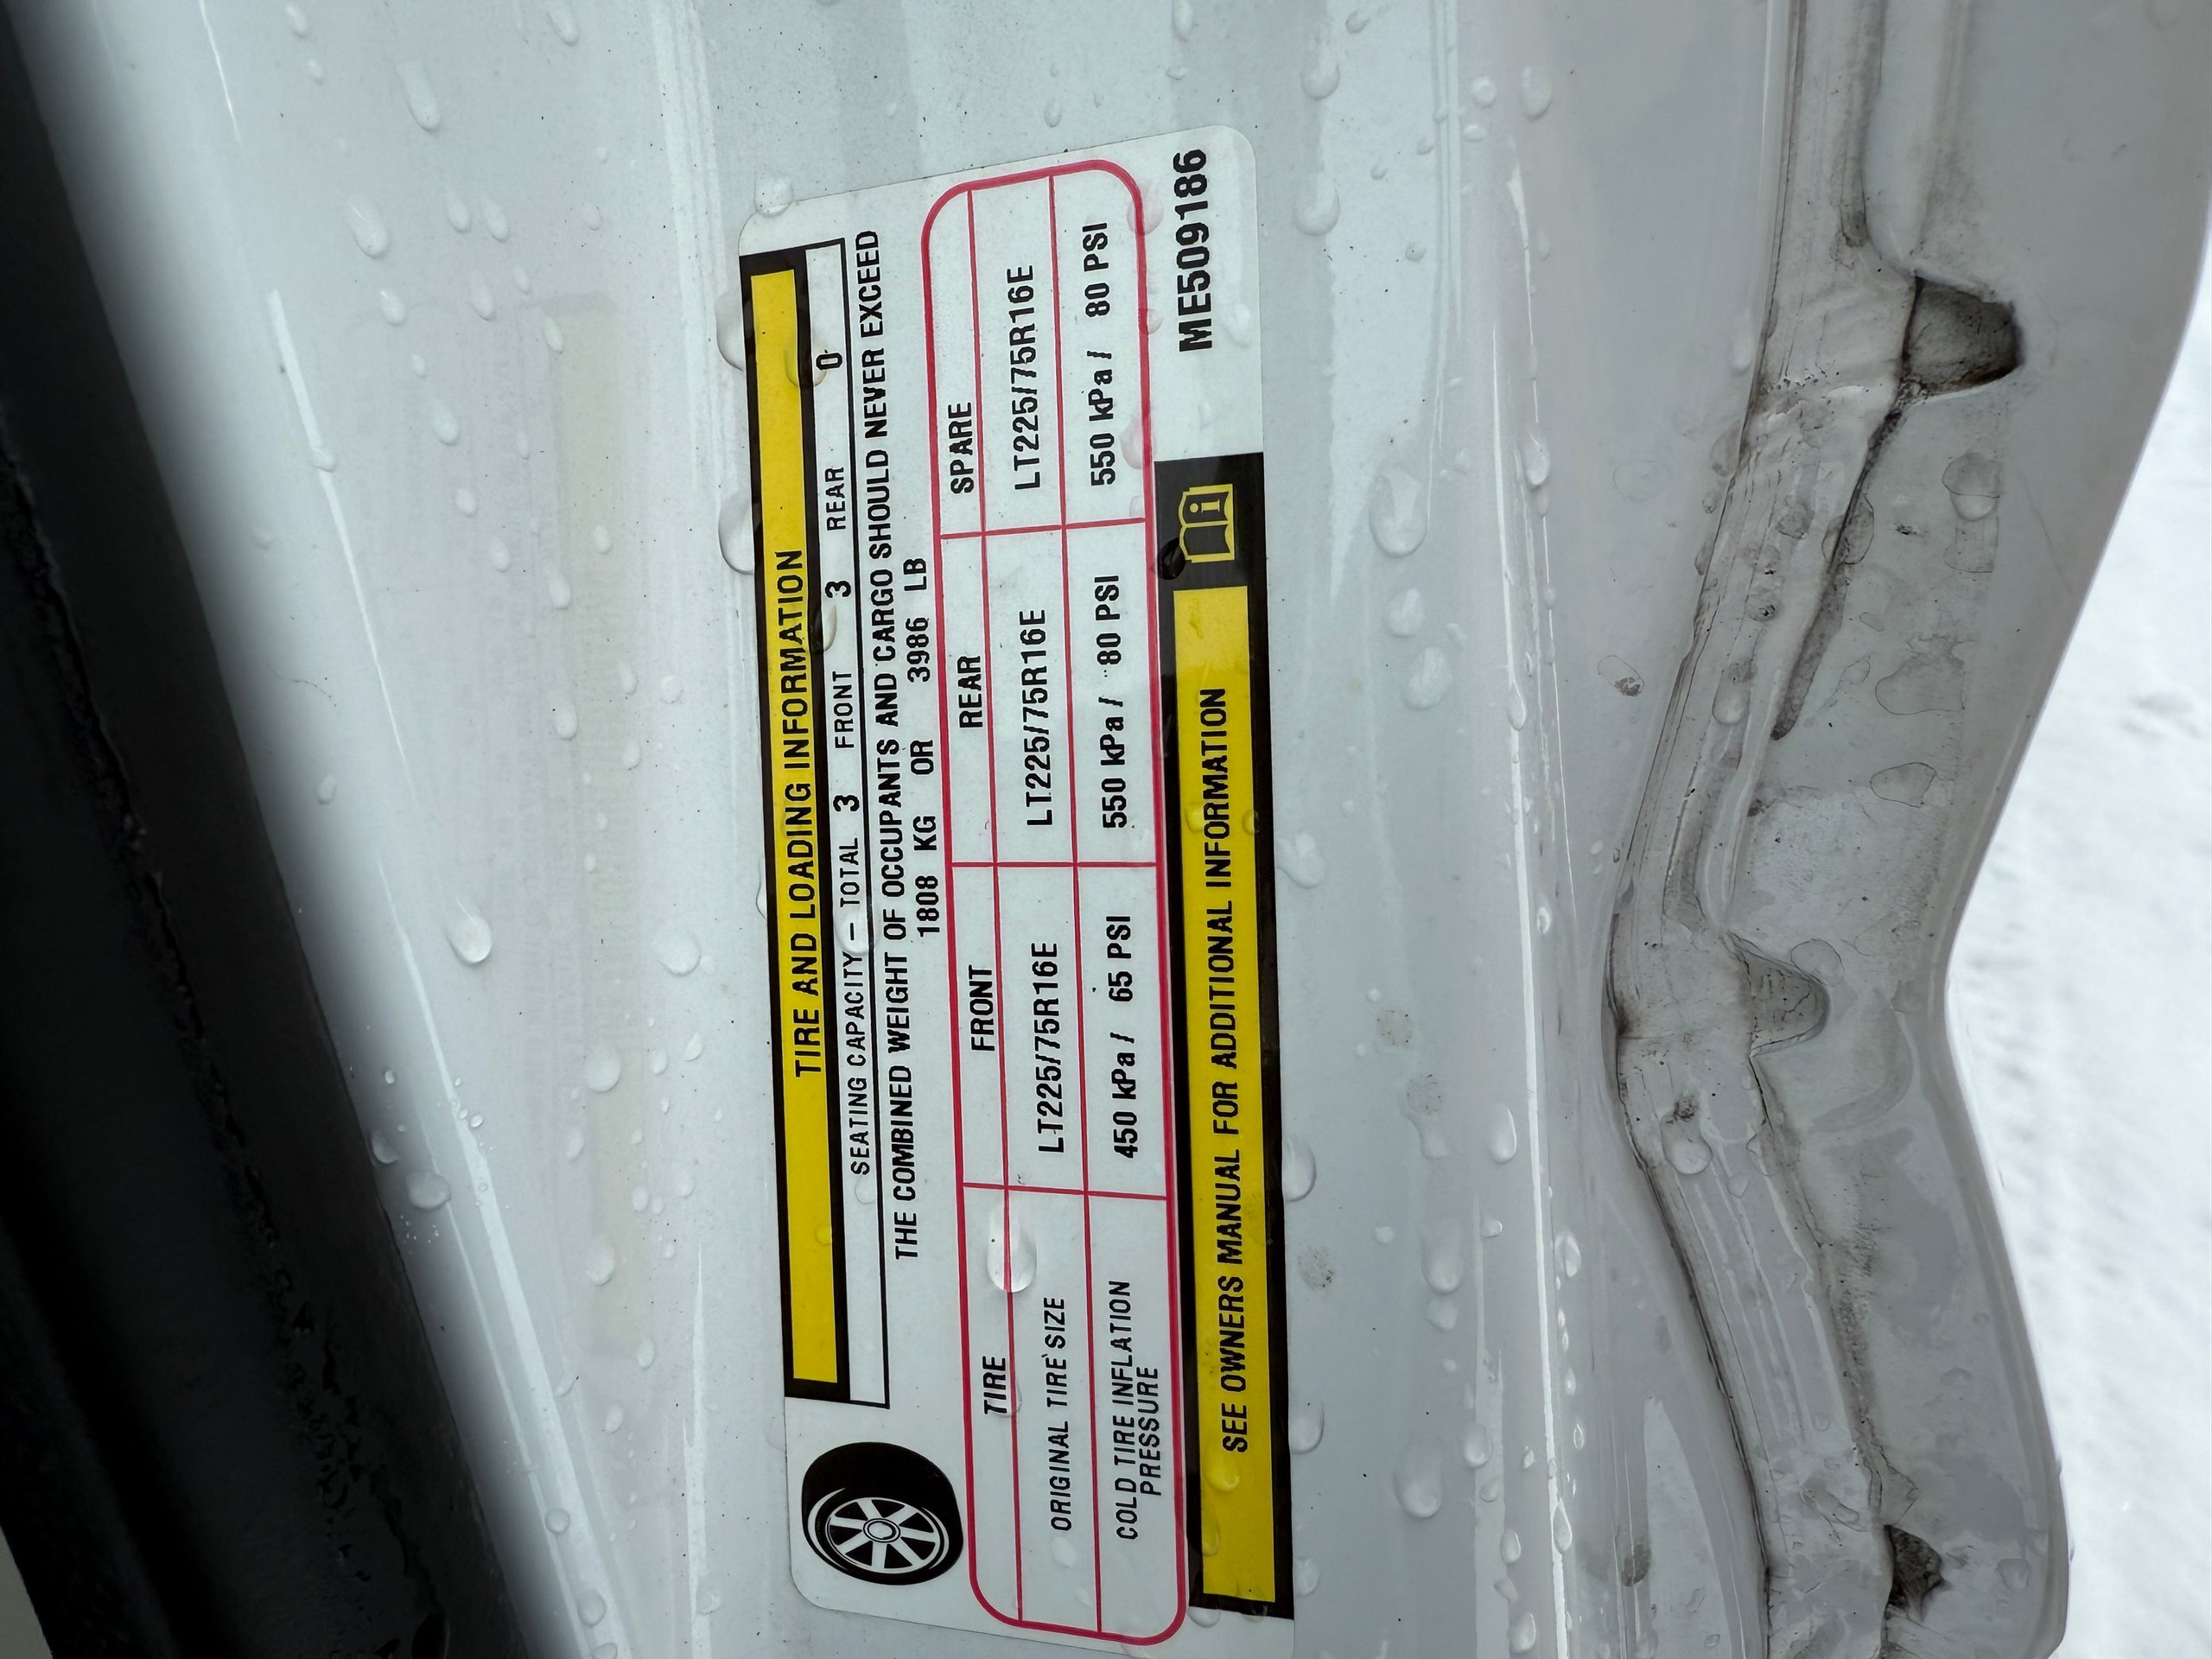 TIRE AND LOADING INFORMATION
SEATING CAPACITY – TOTAL 3 FRONT 3 REAR 0
THE COMBINED WEIGHT OF OCCUPANTS AND CARGO SHOULD NEVER EXCEED
1808 KG OR 3986 LB
TIRE FRONT REAR SPARE
ORIGINAL TIRE SIZE LT225/75R16E LT225/75R16E LT225/75R16E
COLD TIRE INFLATION PRESSURE 450 kPa / 65 PSI 550 kPa / 80 PSI 550 kPa / 80 PSI
SEE OWNERS MANUAL FOR ADDITIONAL INFORMATION
ME509186